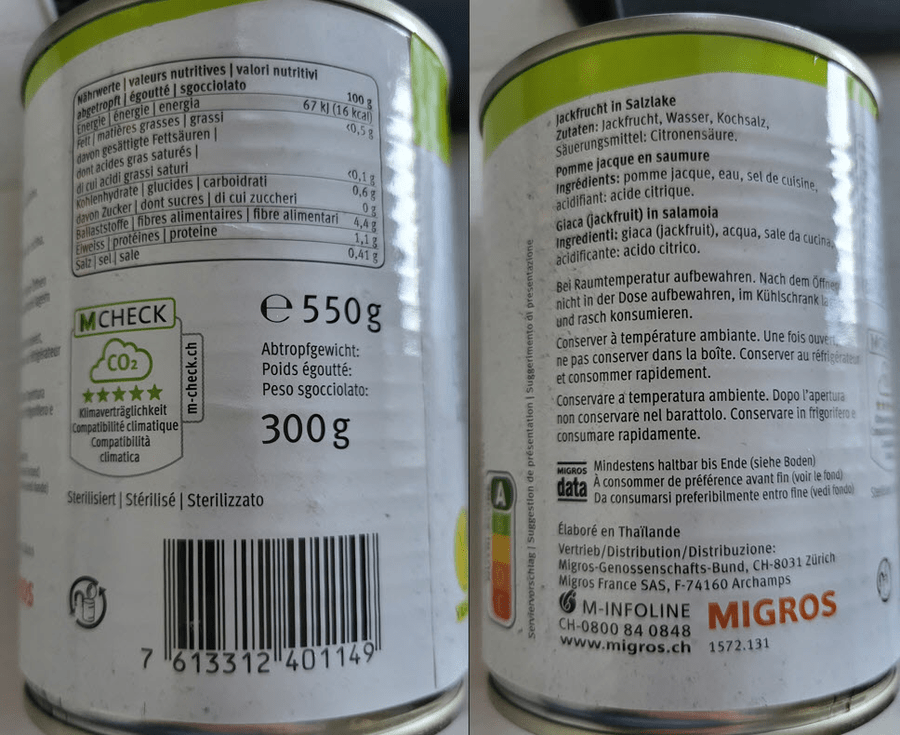 Nährwerte | valeurs nutritives | valori nutritivi
abgetropft | égoutté | sgocciolato 100 g
Energie | énergie | energia 67 kJ (16 kcal)
Fett | matières grasses | grassi <0,5 g
davon gesättigte Fettsäuren |
dont acides gras saturés |
di cui acidi grassi saturi <0,1 g
Kohlenhydrate | glucides | carboidrati 0,6 g
davon Zucker | dont sucres | di cui zuccheri 0 g
Ballaststoffe | fibres alimentaires | fibre alimentari 4,4 g
Eiweiss | protéines | proteine 1,1 g
Salz | sel | sale 0,41 g
MCHECK
CO2
Klimaverträglichkeit
Compatibilité climatique
Compatibilità
climatica
m-check.ch
℮ 550g
Abtropfgewicht:
Poids égoutté:
Peso sgocciolato:
300g
Sterilisiert | Stérilisé | Sterilizzato
7 613312 401149
Jackfrucht in Salzlake
Zutaten: Jackfrucht, Wasser, Kochsalz,
Säuerungsmittel: Citronensäure.
Pomme jacque en saumure
Ingrédients: pomme jacque, eau, sel de cuisine,
acidifiant: acide citrique.
Giaca (jackfruit) in salamoia
Ingredienti: giaca (jackfruit), acqua, sale da cucina,
acidificante: acido citrico.
Bei Raumtemperatur aufbewahren. Nach dem Öffnen
nicht in der Dose aufbewahren, im Kühlschrank
und rasch konsumieren.
Conserver à température ambiante. Une fois ouvert,
ne pas conserver dans la boîte. Conserver au réfrigérateur
et consommer rapidement.
Conservare a temperatura ambiente. Dopo l'apertura
non conservare nel barattolo. Conservare in frigorifero e
consumare rapidamente.
MIGROS
data
Mindestens haltbar bis Ende (siehe Boden)
À consommer de préférence avant fin (voir le fond)
Da consumarsi preferibilmente entro fine (vedi fondo)
Élaboré en Thaïlande
Vertrieb/Distribution/Distribuzione:
Migros-Genossenschafts-Bund, CH-8031 Zürich
Migros France SAS, F-74160 Archamps
M-INFOLINE
CH-0800 84 0848
www.migros.ch
MIGROS
1572.131
Serviervorschlag | Suggestion de présentation | Suggerimento di presentazione
A